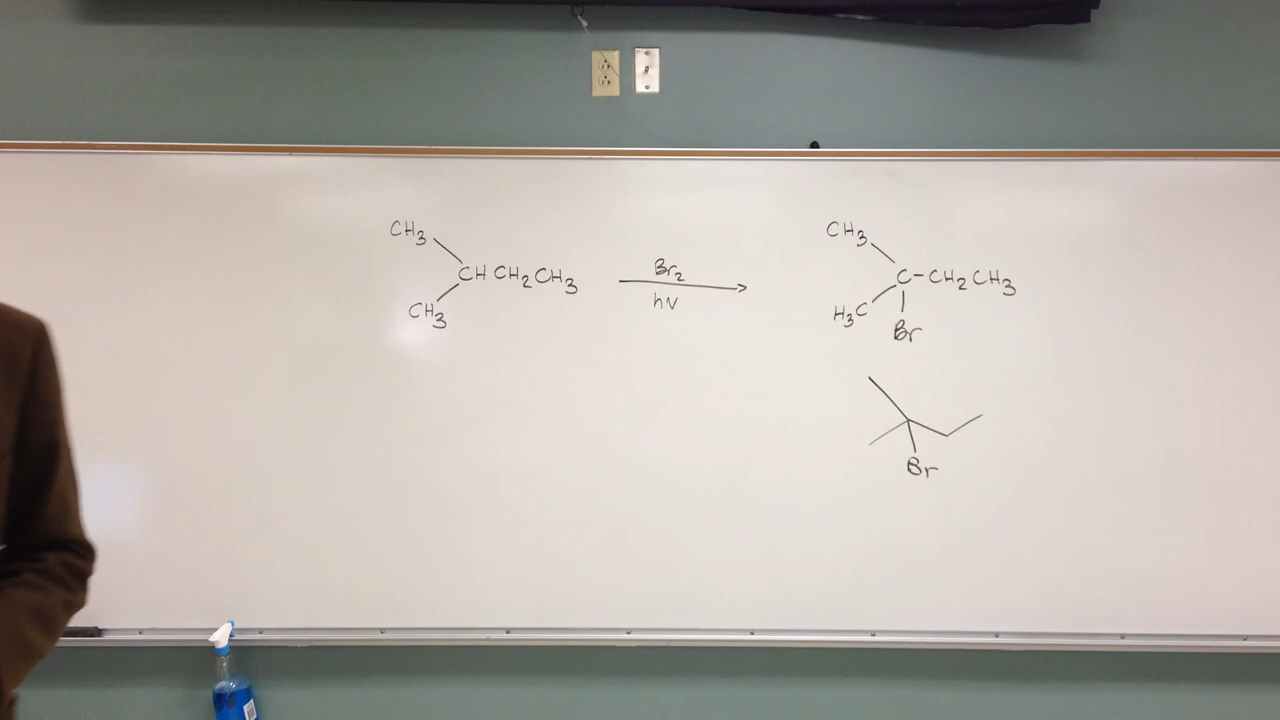 CH3 CH3
CH CH2 CH3 Br2 C-CH2 CH3
CH3 hν H3C
Br
Br